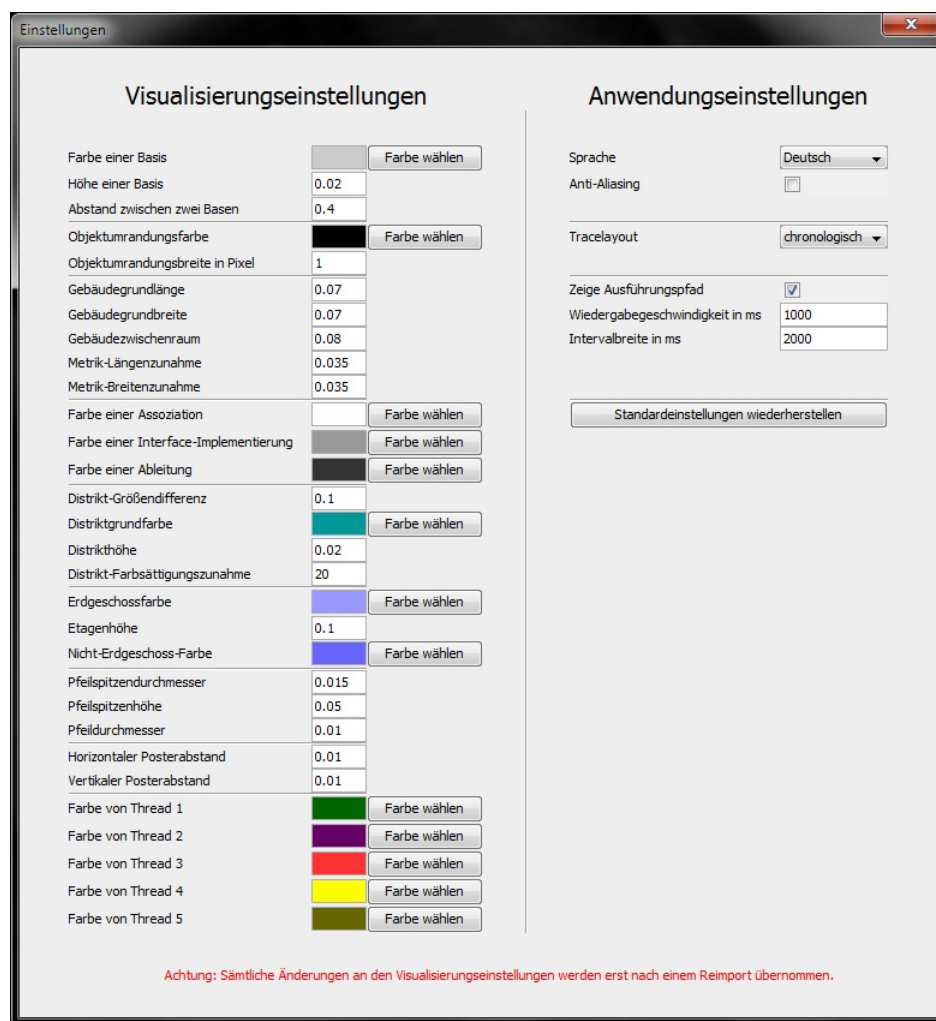 Einstellungen
Visualisierungseinstellungen
Farbe einer Basis Farbe wählen
Höhe einer Basis 0.02
Abstand zwischen zwei Basen 0.4
Objektumrandungsfarbe Farbe wählen
Objektumrandungsbreite in Pixel 1
Gebäudegrundlänge 0.07
Gebäudegrundbreite 0.07
Gebäudezwischenraum 0.08
Metrik-Längenzunahme 0.035
Metrik-Breitenzunahme 0.035
Farbe einer Assoziation Farbe wählen
Farbe einer Interface-Implementierung Farbe wählen
Farbe einer Ableitung Farbe wählen
Distrikt-Größendifferenz 0.1
Distriktgrundfarbe Farbe wählen
Distrikthöhe 0.02
Distrikt-Farbsättigungszunahme 20
Erdgeschossfarbe Farbe wählen
Etagenhöhe 0.1
Nicht-Erdgeschoss-Farbe Farbe wählen
Pfeilspitzendurchmesser 0.015
Pfeilspitzenhöhe 0.05
Pfeildurchmesser 0.01
Horizontaler Posterabstand 0.01
Vertikaler Posterabstand 0.01
Farbe von Thread 1 Farbe wählen
Farbe von Thread 2 Farbe wählen
Farbe von Thread 3 Farbe wählen
Farbe von Thread 4 Farbe wählen
Farbe von Thread 5 Farbe wählen
Anwendungseinstellungen
Sprache Deutsch
Anti-Aliasing
Tracelayout chronologisch
Zeige Ausführungspfad
Wiedergabegeschwindigkeit in ms 1000
Intervalbreite in ms 2000
Standardeinstellungen wiederherstellen
Achtung: Sämtliche Änderungen an den Visualisierungseinstellungen werden erst nach einem Reimport übernommen.